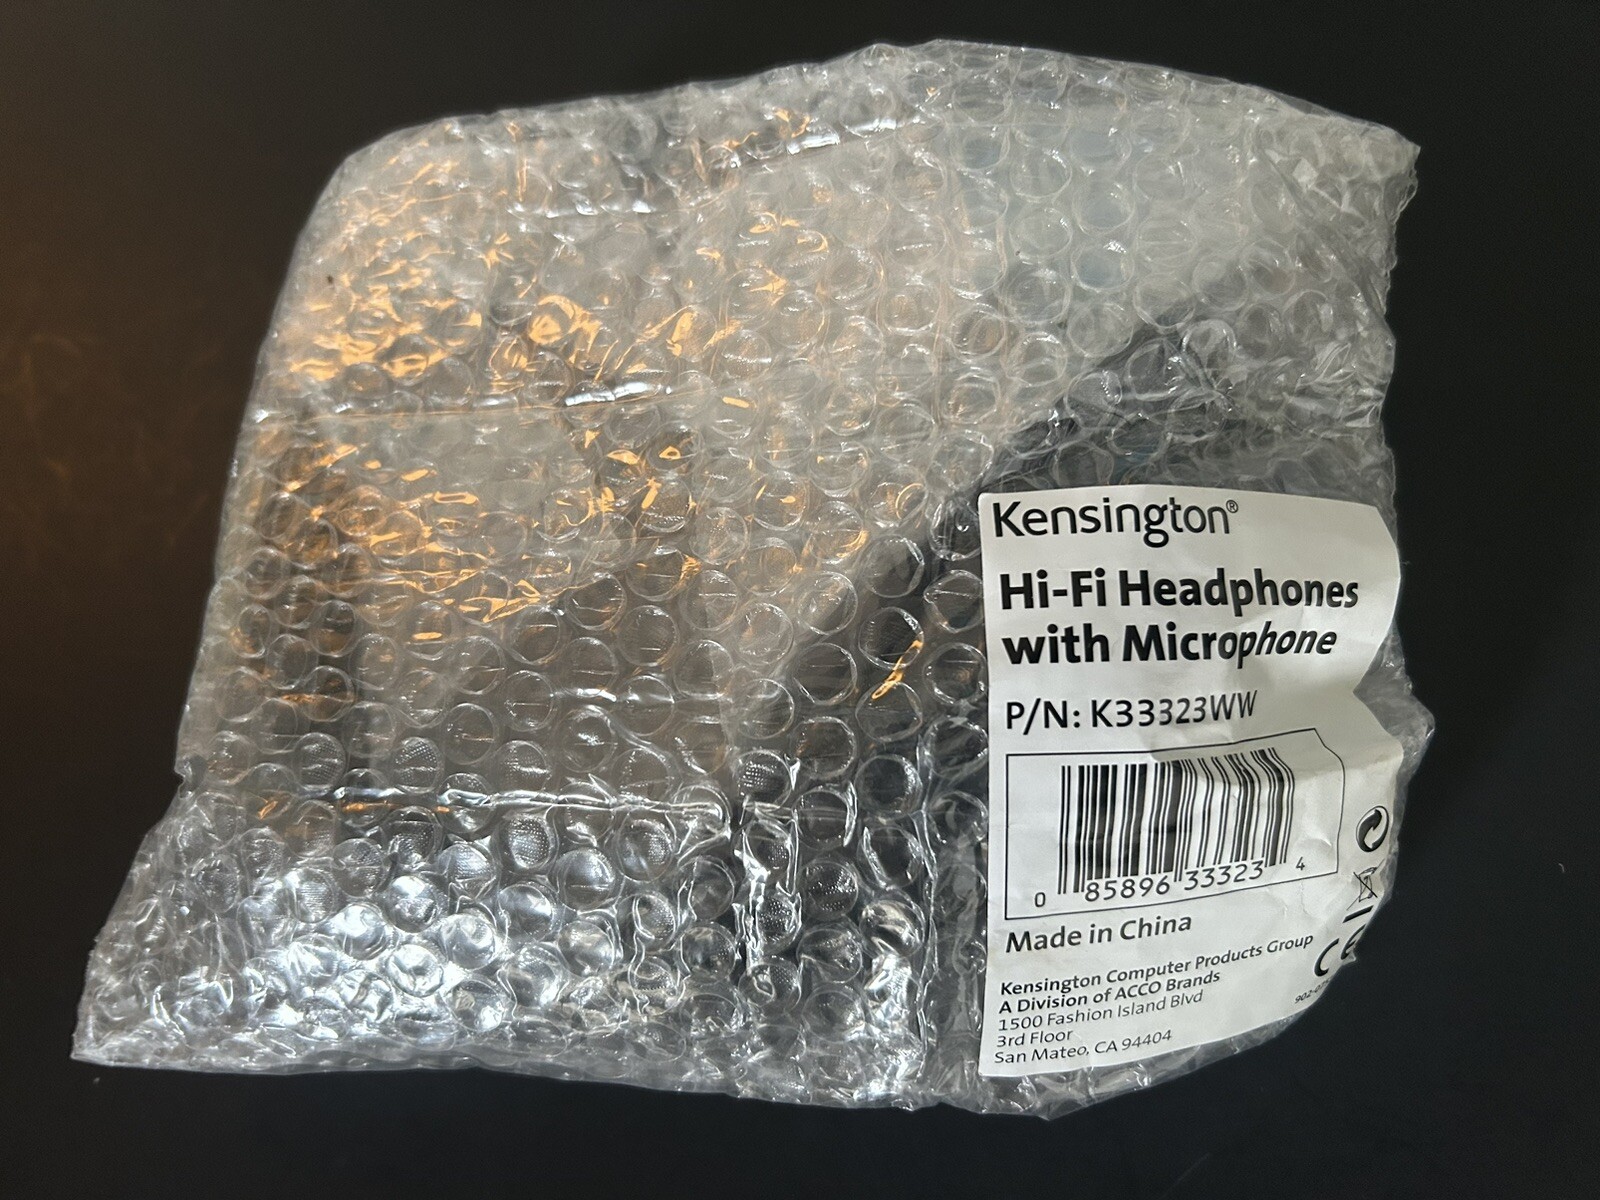 Kensington®
Hi-Fi Headphones
with Microphone
P/N: K33323WW
0 85896 33323 4
Made in China
Kensington Computer Products Group
A Division of ACCO Brands
1500 Fashion Island Blvd
3rd Floor
San Mateo, CA 94404
CE